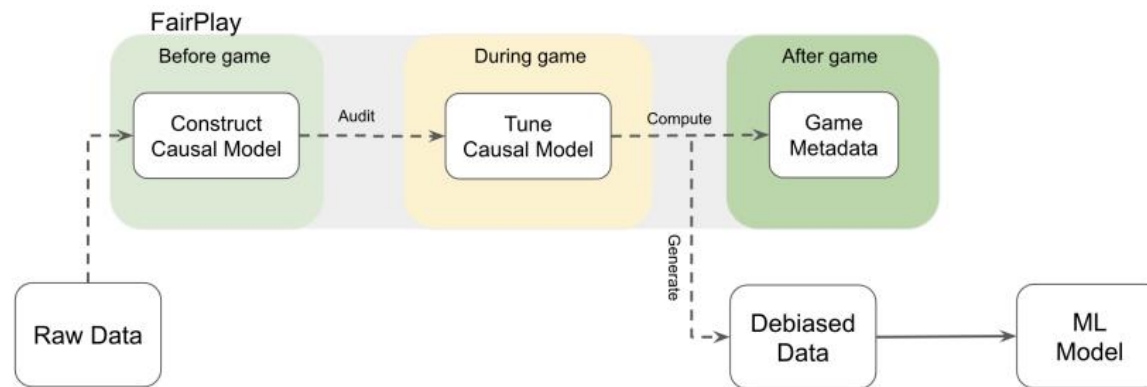 FairPlay
Before game
During game
After game
Construct
Causal Model
Audit
Tune
Causal Model
Compute
Game
Metadata
Generate
Raw Data
Debiased
Data
ML
Model